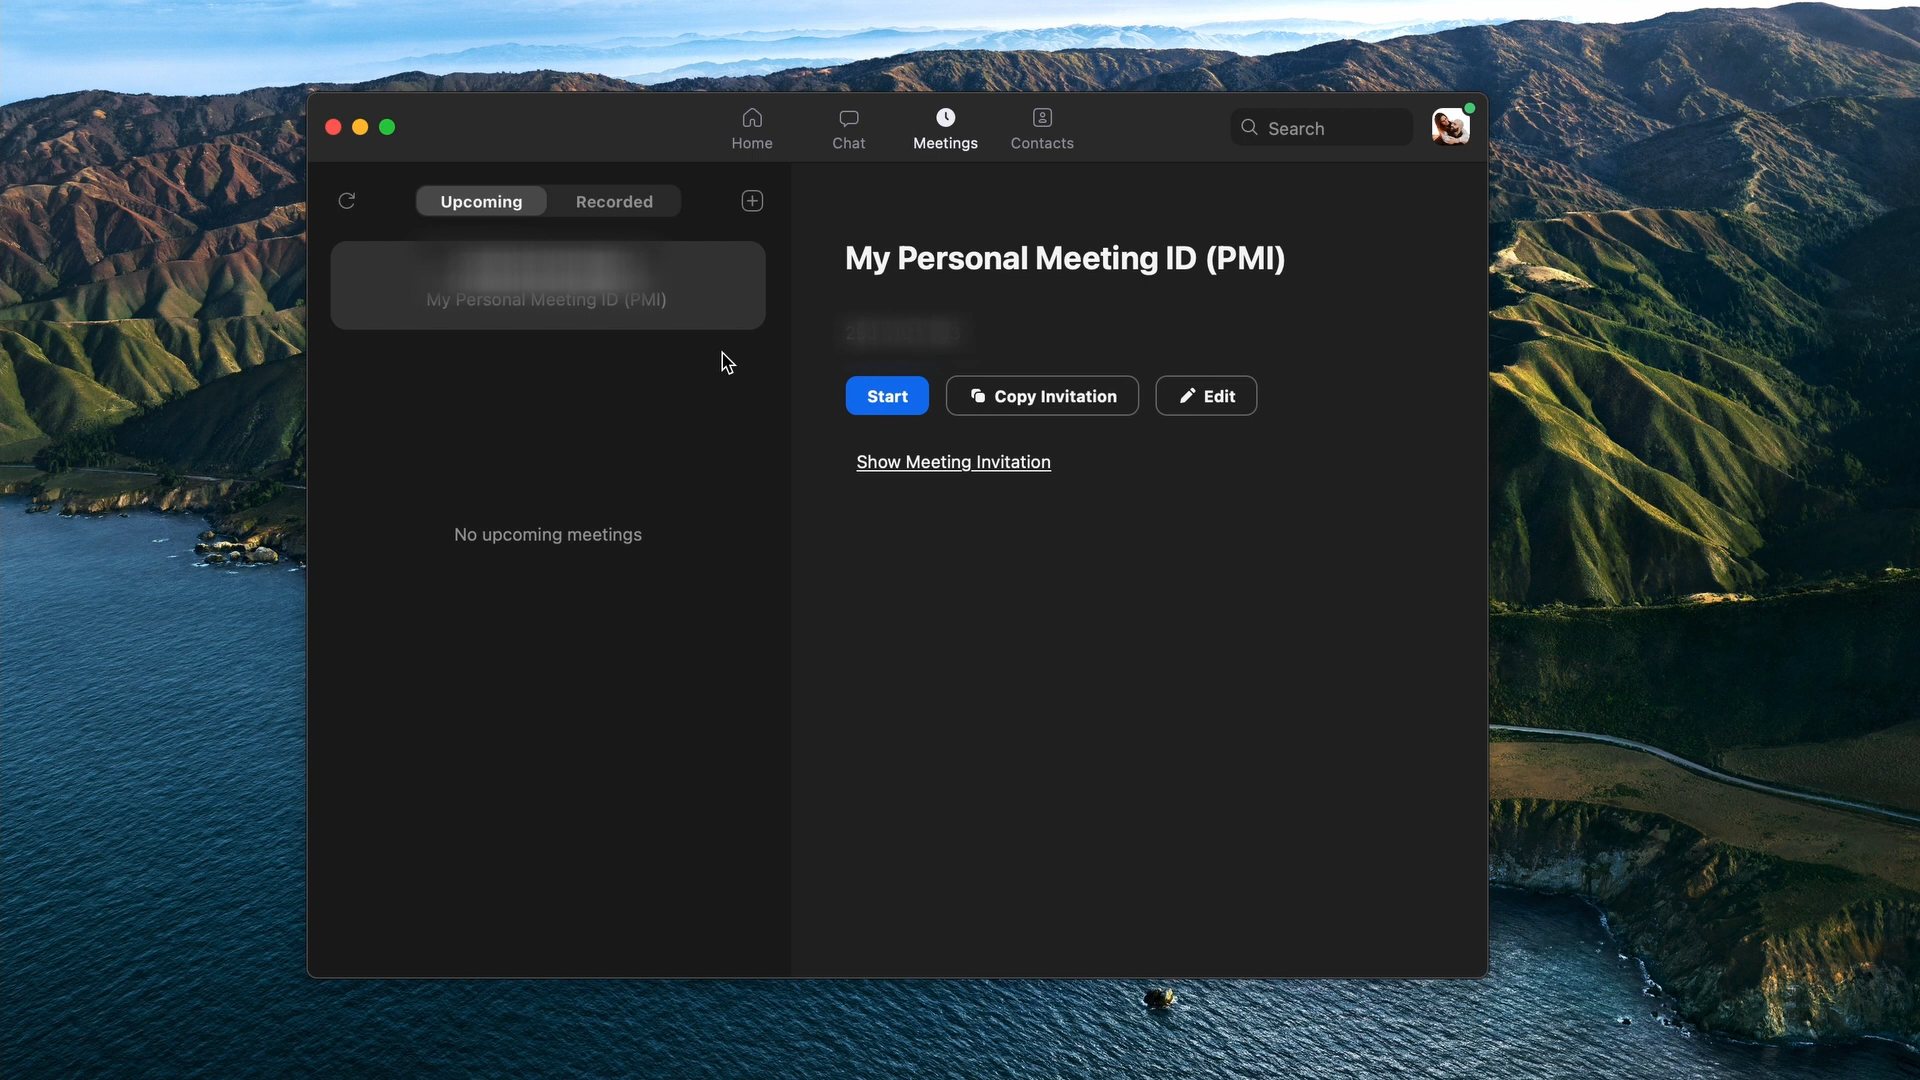 Home
Chat
Meetings
Contacts
Search
Upcoming
Recorded
My Personal Meeting ID (PMI)
No upcoming meetings
My Personal Meeting ID (PMI)
Start
Copy Invitation
Edit
Show Meeting Invitation